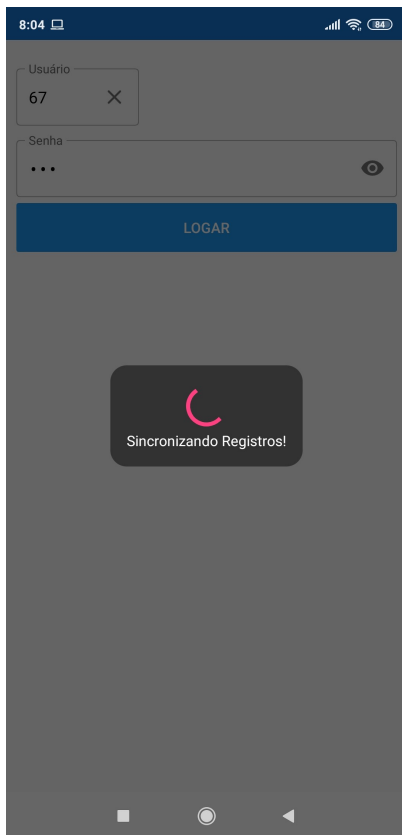 8:04
84
Usuário
67
Senha
•••
LOGAR
Sincronizando Registros!